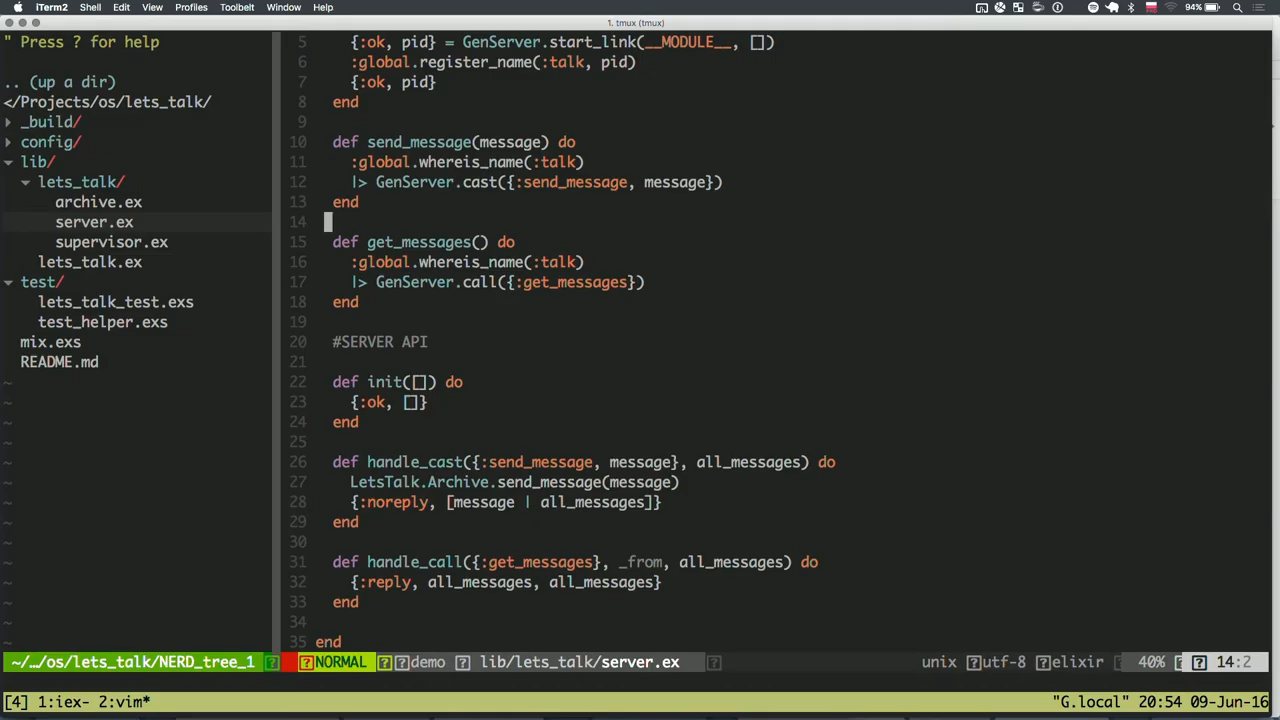 iTerm2 Shell Edit View Profiles Toolbelt Window Help 94%
1. tmux (tmux)
" Press ? for help
.. (up a dir)
</Projects/os/lets_talk/
_build/
config/
lib/
lets_talk/
archive.ex
server.ex
supervisor.ex
lets_talk.ex
test/
lets_talk_test.exs
test_helper.exs
mix.exs
README.md
~
~
~
~
~
~
~
~
~
~
~
~
~
~
5 {:ok, pid} = GenServer.start_link(__MODULE__, [])
6 :global.register_name(:talk, pid)
7 {:ok, pid}
8 end
9
10 def send_message(message) do
11 :global.whereis_name(:talk)
12 |> GenServer.cast({:send_message, message})
13 end
14
15 def get_messages() do
16 :global.whereis_name(:talk)
17 |> GenServer.call({:get_messages})
18 end
19
20 #SERVER API
21
22 def init([]) do
23 {:ok, []}
24 end
25
26 def handle_cast({:send_message, message}, all_messages) do
27 LetsTalk.Archive.send_message(message)
28 {:noreply, [message | all_messages]}
29 end
30
31 def handle_call({:get_messages}, _from, all_messages) do
32 {:reply, all_messages, all_messages}
33 end
34
35 end
~/…/os/lets_talk/NERD_tree_1 ? ?NORMAL ? ?demo ? lib/lets_talk/server.ex ? unix ?utf-8 ?elixir ? 40% ? ? 14:2
[4] 1:iex- 2:vim* "G.local" 20:54 09-Jun-16